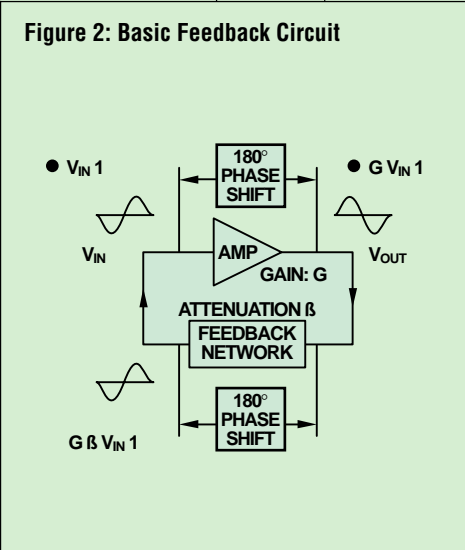 Figure 2: Basic Feedback Circuit
180°
PHASE
SHIFT
● VIN 1
● G VIN 1
VIN
AMP
GAIN: G
VOUT
ATTENUATION ß
FEEDBACK
NETWORK
180°
PHASE
SHIFT
G ß VIN 1